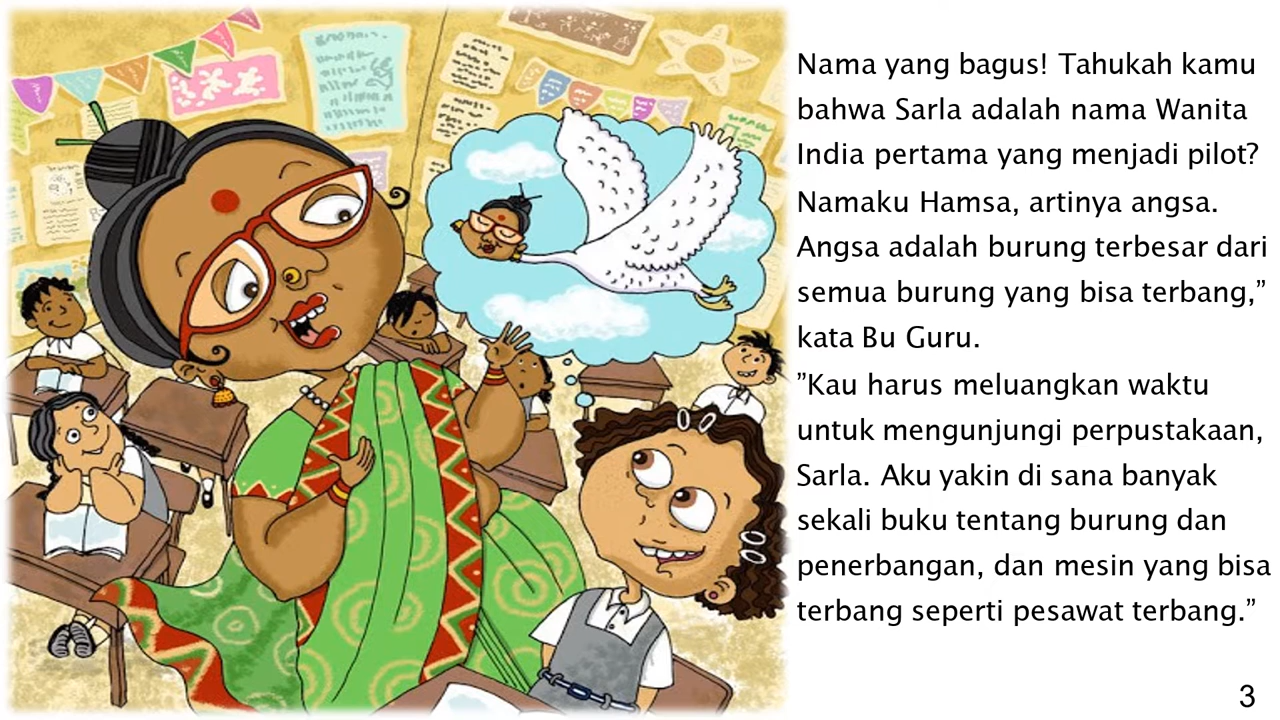 Nama yang bagus! Tahukah kamu
bahwa Sarla adalah nama Wanita
India pertama yang menjadi pilot?
Namaku Hamsa, artinya angsa.
Angsa adalah burung terbesar dari
semua burung yang bisa terbang,”
kata Bu Guru.
”Kau harus meluangkan waktu
untuk mengunjungi perpustakaan,
Sarla. Aku yakin di sana banyak
sekali buku tentang burung dan
penerbangan, dan mesin yang bisa
terbang seperti pesawat terbang.”
3